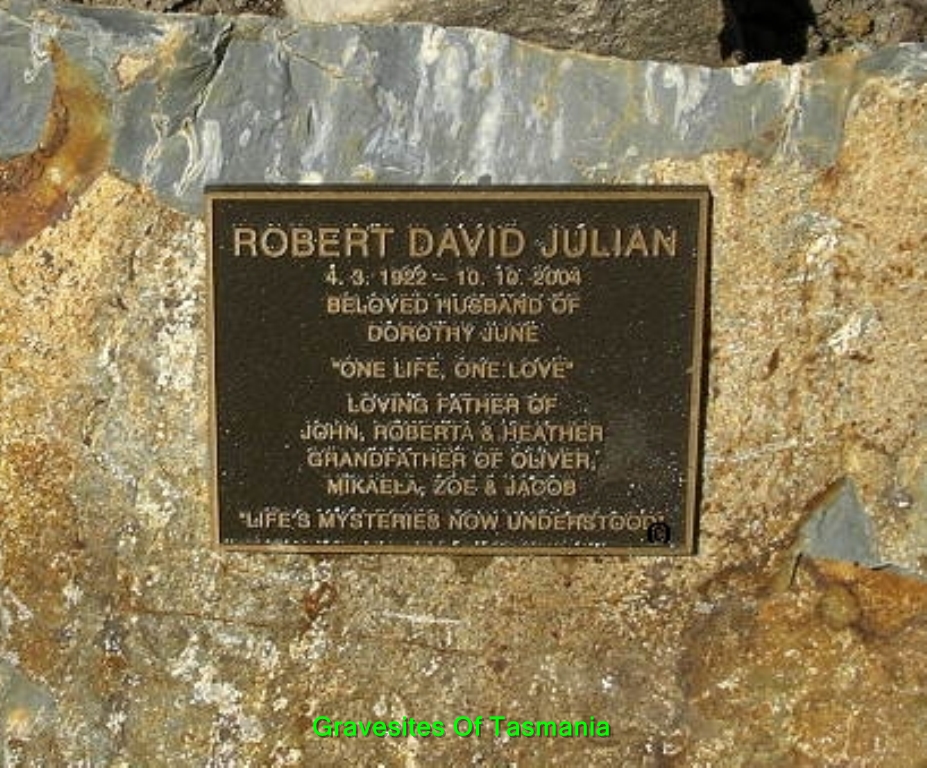 ROBERT DAVID JULIAN
4. 3. 1922 - 10. 10. 2004
BELOVED HUSBAND OF
DOROTHY JUNE
"ONE LIFE, ONE LOVE"
LOVING FATHER OF
JOHN, ROBERTA & HEATHER
GRANDFATHER OF OLIVER,
MIKAELA, ZOE & JACOB
"LIFE'S MYSTERIES NOW UNDERSTOOD"
©
Gravesites Of Tasmania